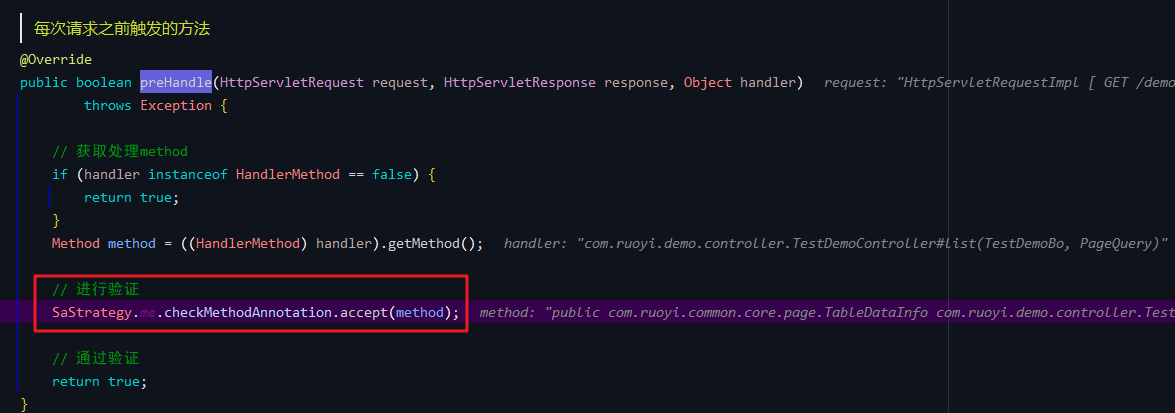 每次请求之前触发的方法
@Override
public boolean preHandle(HttpServletRequest request, HttpServletResponse response, Object handler) request: "HttpServletRequestImpl [ GET /demo
throws Exception {
// 获取处理method
if (handler instanceof HandlerMethod == false) {
return true;
}
Method method = ((HandlerMethod) handler).getMethod(); handler: "com.ruoyi.demo.controller.TestDemoController#list(TestDemoBo, PageQuery)"
// 进行验证
SaStrategy.me.checkMethodAnnotation.accept(method); method: "public com.ruoyi.common.core.page.TableDataInfo com.ruoyi.demo.controller.Test
// 通过验证
return true;
}